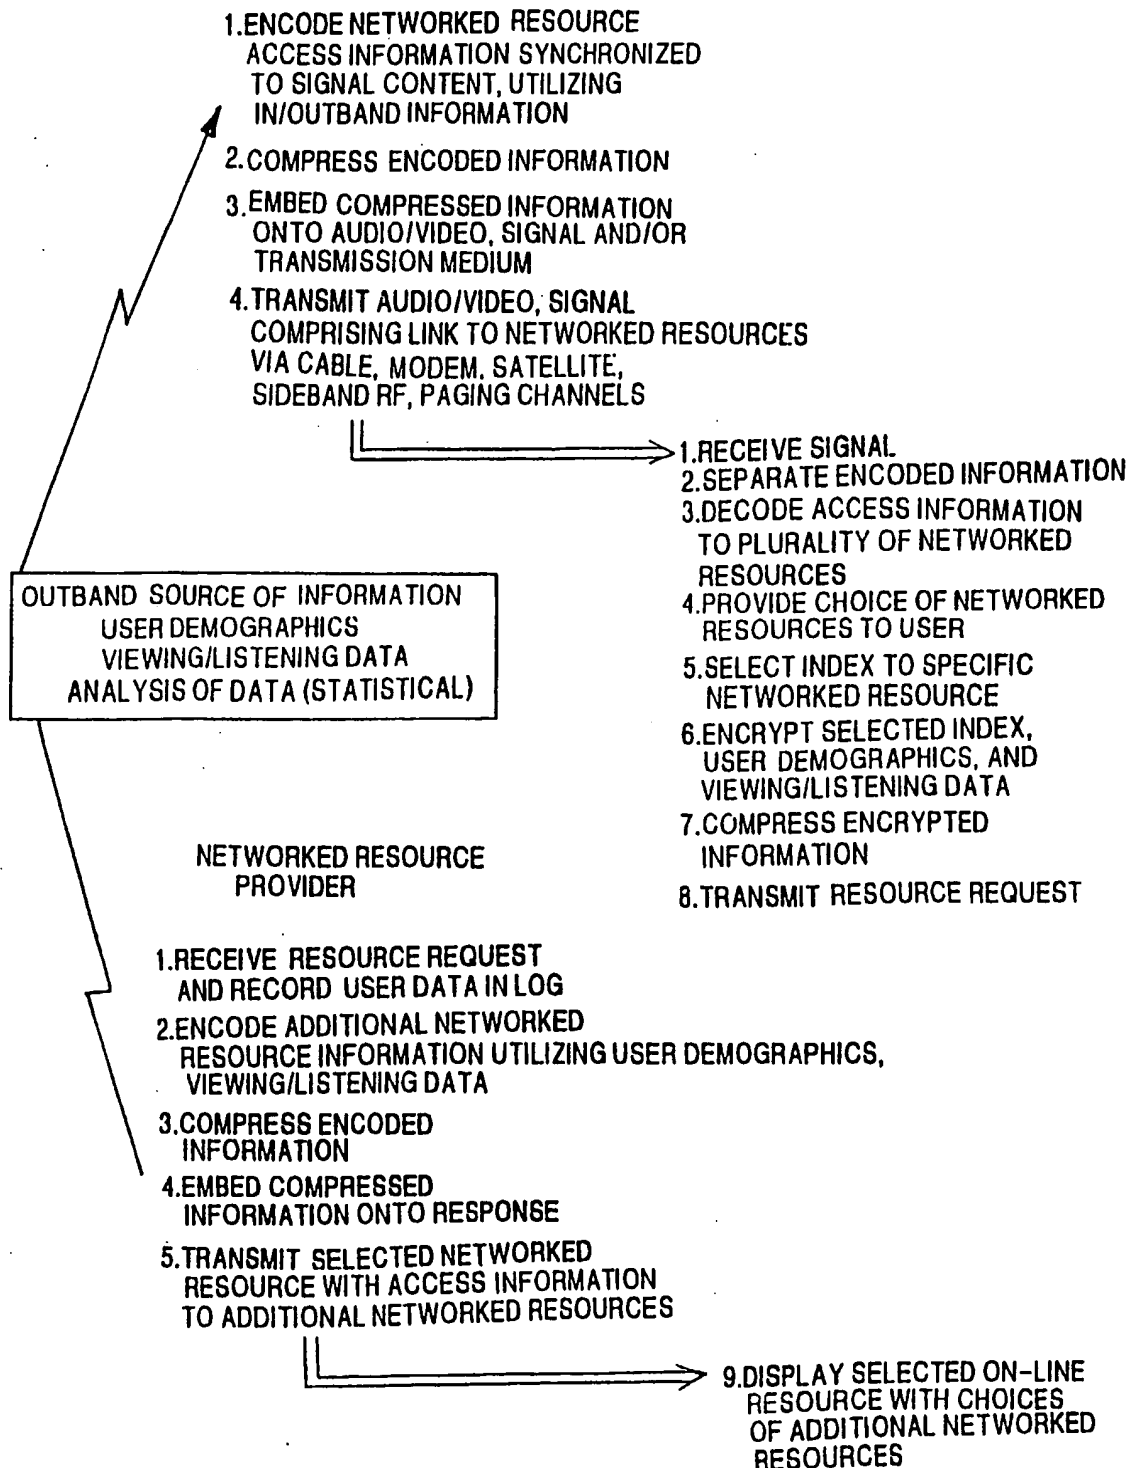 1.ENCODE NETWORKED RESOURCE
ACCESS INFORMATION SYNCHRONIZED
TO SIGNAL CONTENT, UTILIZING
IN/OUTBAND INFORMATION
2.COMPRESS ENCODED INFORMATION
3.EMBED COMPRESSED INFORMATION
ONTO AUDIO/VIDEO, SIGNAL AND/OR
TRANSMISSION MEDIUM
4.TRANSMIT AUDIO/VIDEO, SIGNAL
COMPRISING LINK TO NETWORKED RESOURCES
VIA CABLE, MODEM, SATELLITE,
SIDEBAND RF, PAGING CHANNELS
1.RECEIVE SIGNAL
2.SEPARATE ENCODED INFORMATION
3.DECODE ACCESS INFORMATION
TO PLURALITY OF NETWORKED
RESOURCES
4.PROVIDE CHOICE OF NETWORKED
RESOURCES TO USER
5.SELECT INDEX TO SPECIFIC
NETWORKED RESOURCE
6.ENCRYPT SELECTED INDEX,
USER DEMOGRAPHICS, AND
VIEWING/LISTENING DATA
7.COMPRESS ENCRYPTED
INFORMATION
8.TRANSMIT RESOURCE REQUEST
OUTBAND SOURCE OF INFORMATION
USER DEMOGRAPHICS
VIEWING/LISTENING DATA
ANALYSIS OF DATA (STATISTICAL)
NETWORKED RESOURCE
PROVIDER
1.RECEIVE RESOURCE REQUEST
AND RECORD USER DATA IN LOG
2.ENCODE ADDITIONAL NETWORKED
RESOURCE INFORMATION UTILIZING USER DEMOGRAPHICS,
VIEWING/LISTENING DATA
3.COMPRESS ENCODED
INFORMATION
4.EMBED COMPRESSED
INFORMATION ONTO RESPONSE
5.TRANSMIT SELECTED NETWORKED
RESOURCE WITH ACCESS INFORMATION
TO ADDITIONAL NETWORKED RESOURCES
9.DISPLAY SELECTED ON-LINE
RESOURCE WITH CHOICES
OF ADDITIONAL NETWORKED
RESOURCES